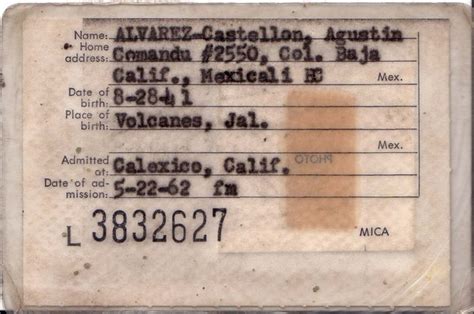 Name: ALVAREZ-Castellon, Agustin
Home address: Comandu #2550, Col. Baja
Calif., Mexicali BC Mex.
Date of birth: 8-28-41
Place of birth: Volcanes, Jal.
Mex.
Admitted at: Calexico, Calif.
PHOTO
Date of admission: 5-22-62 fm
L 3832627
MICA